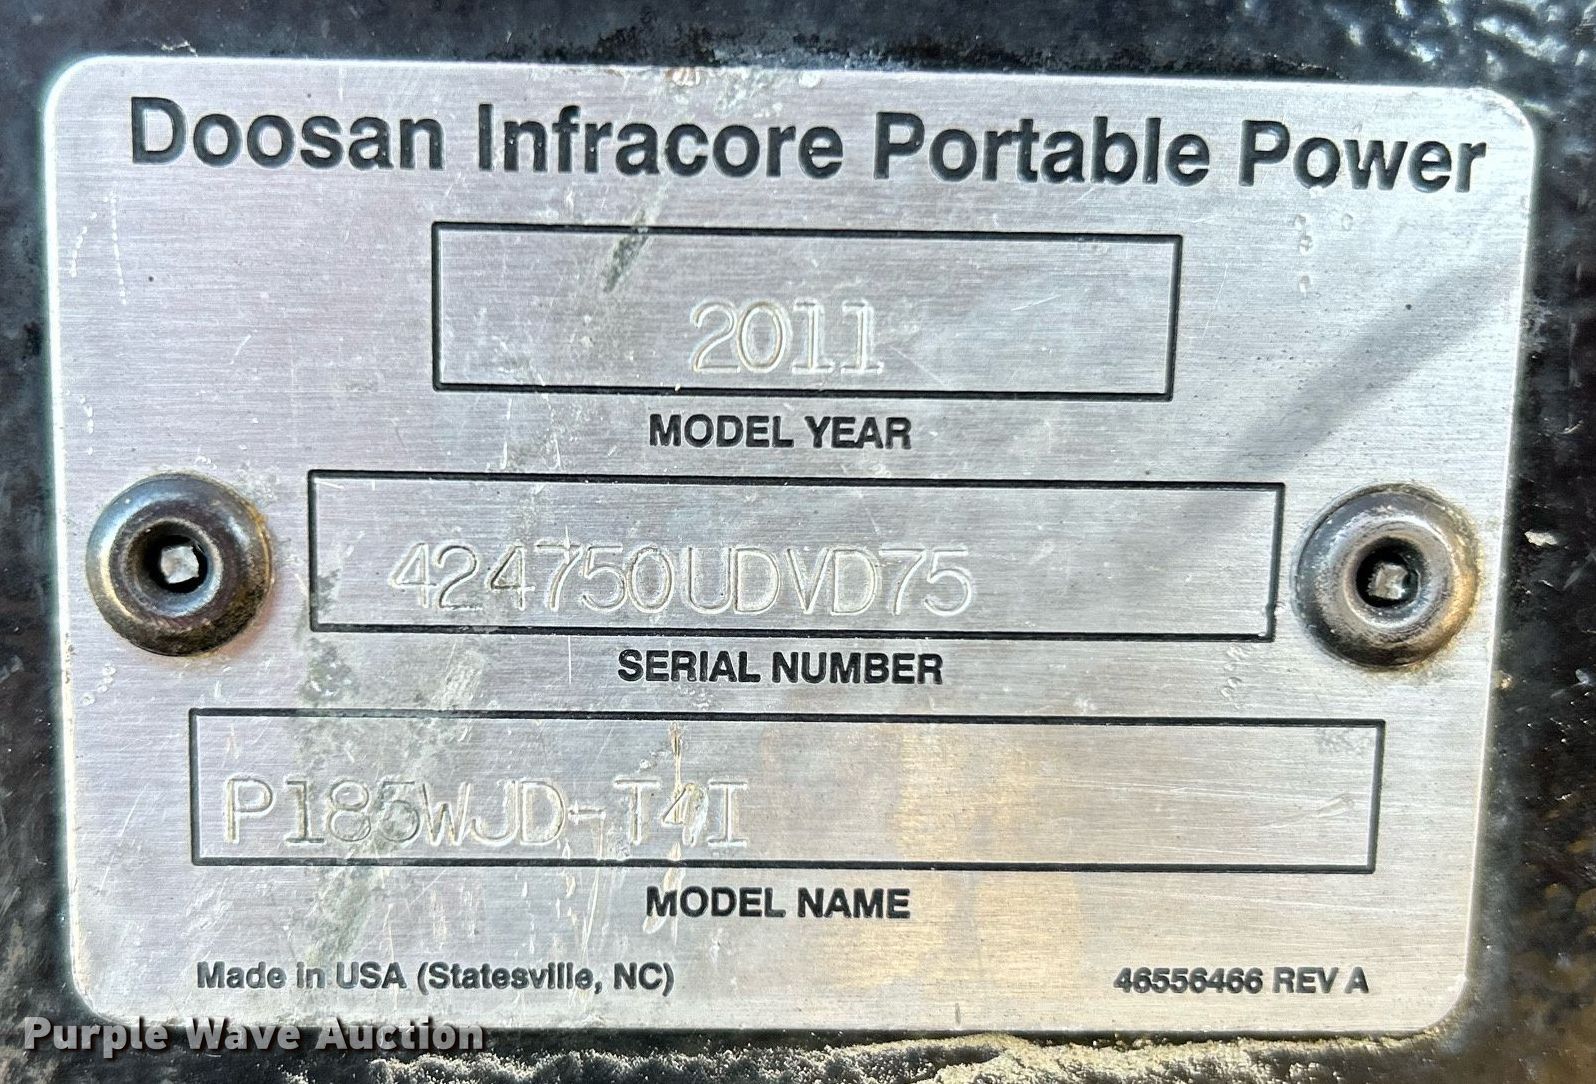 Doosan Infracore Portable Power
2011
MODEL YEAR
424750UDVD75
SERIAL NUMBER
P185WJD-T4I
MODEL NAME
Made in USA (Statesville, NC)
46556466 REV A
Purple Wave Auction